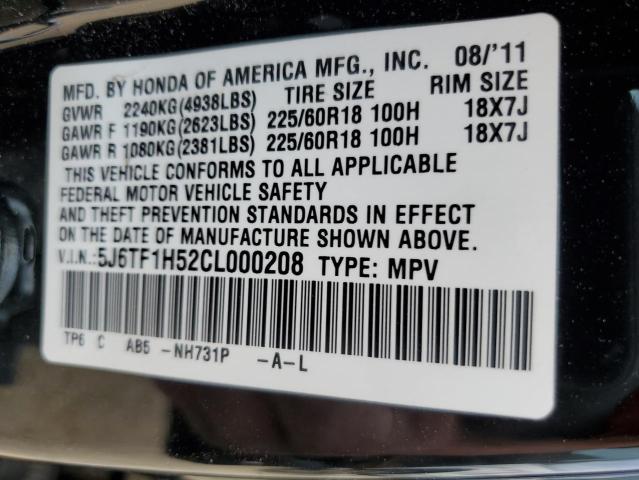 MFD. BY HONDA OF AMERICA MFG., INC. 08/'11
GVWR 2240KG(4938LBS) TIRE SIZE RIM SIZE
GAWR F 1190KG(2623LBS) 225/60R18 100H 18X7J
GAWR R 1080KG(2381LBS) 225/60R18 100H 18X7J
THIS VEHICLE CONFORMS TO ALL APPLICABLE
FEDERAL MOTOR VEHICLE SAFETY
AND THEFT PREVENTION STANDARDS IN EFFECT
ON THE DATE OF MANUFACTURE SHOWN ABOVE.
V.I.N.:5J6TF1H52CL000208 TYPE: MPV
TP6 C AB5 -NH731P -A-L